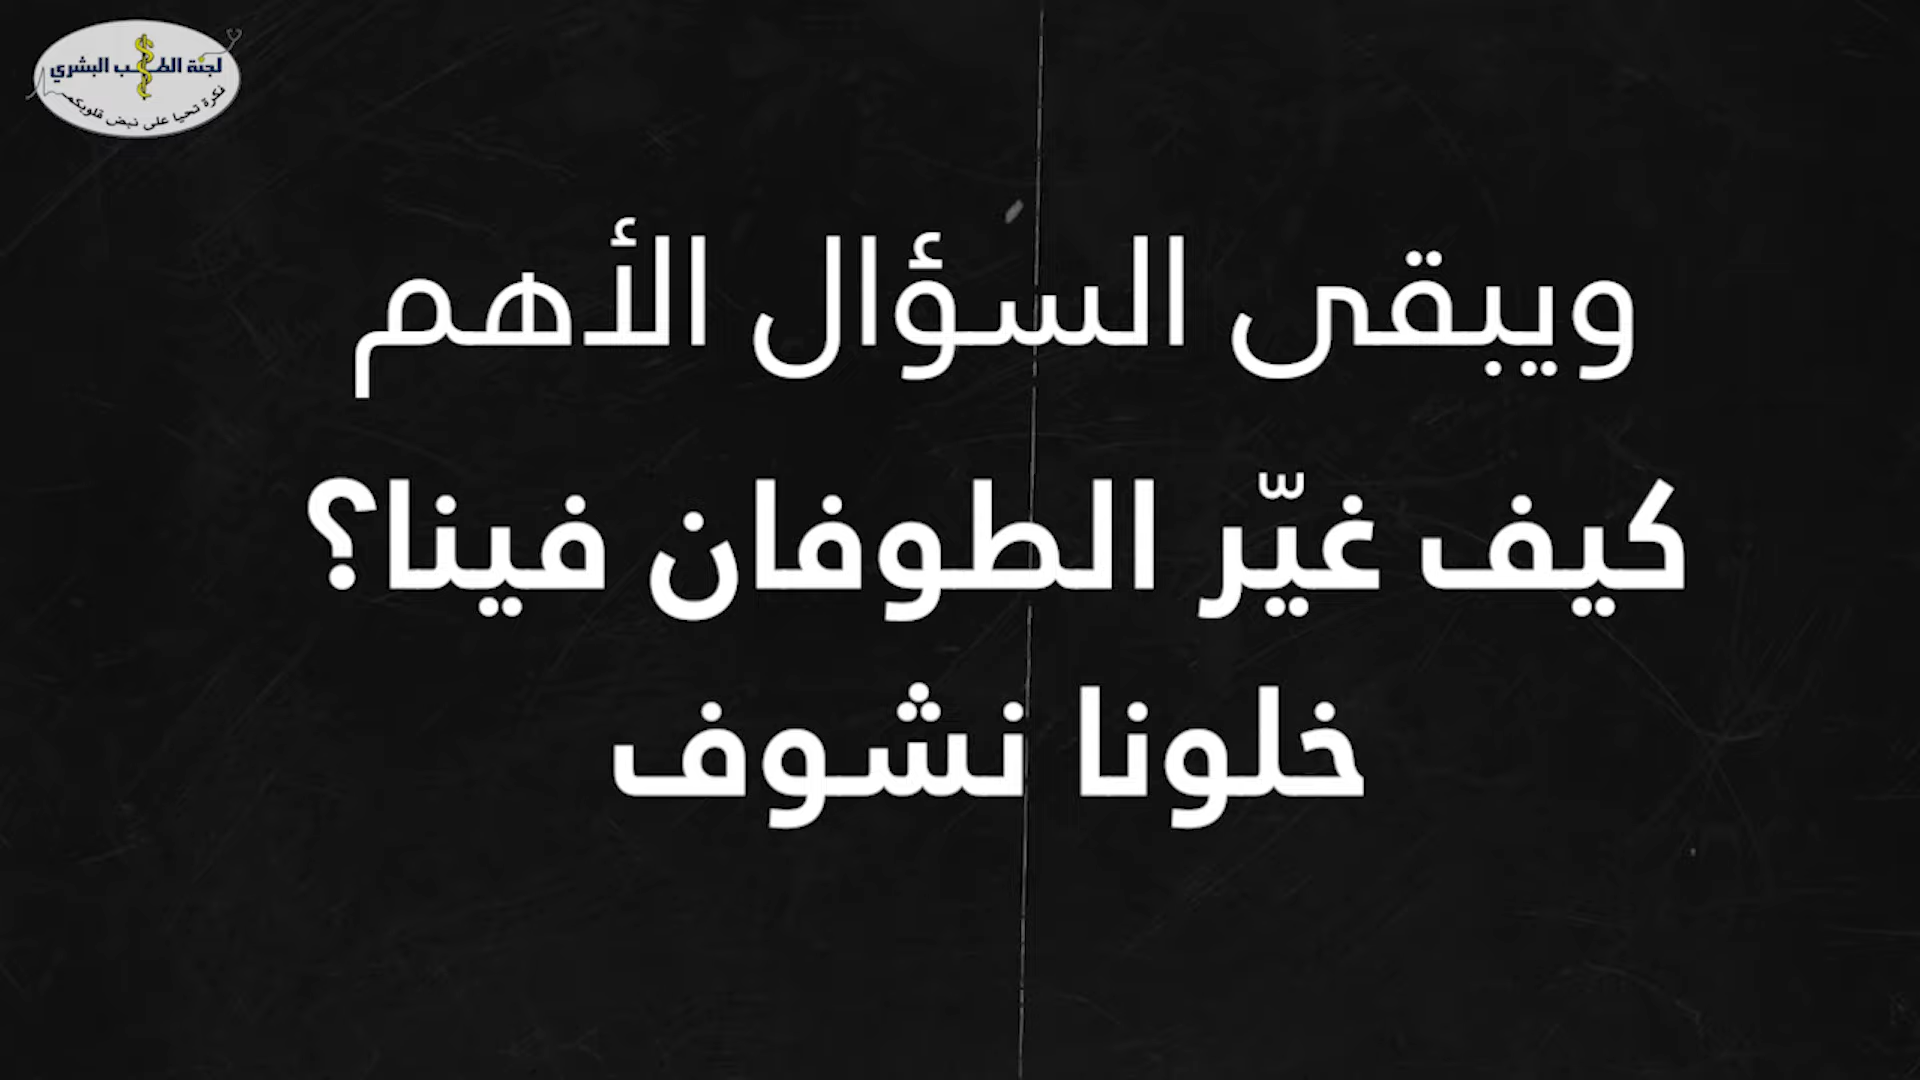 لجنة الطب البشري
فكرة تحيا على نبض قلوبكم
ويبقى السؤال الأهم
كيف غيّر الطوفان فينا؟
خلونا نشوف